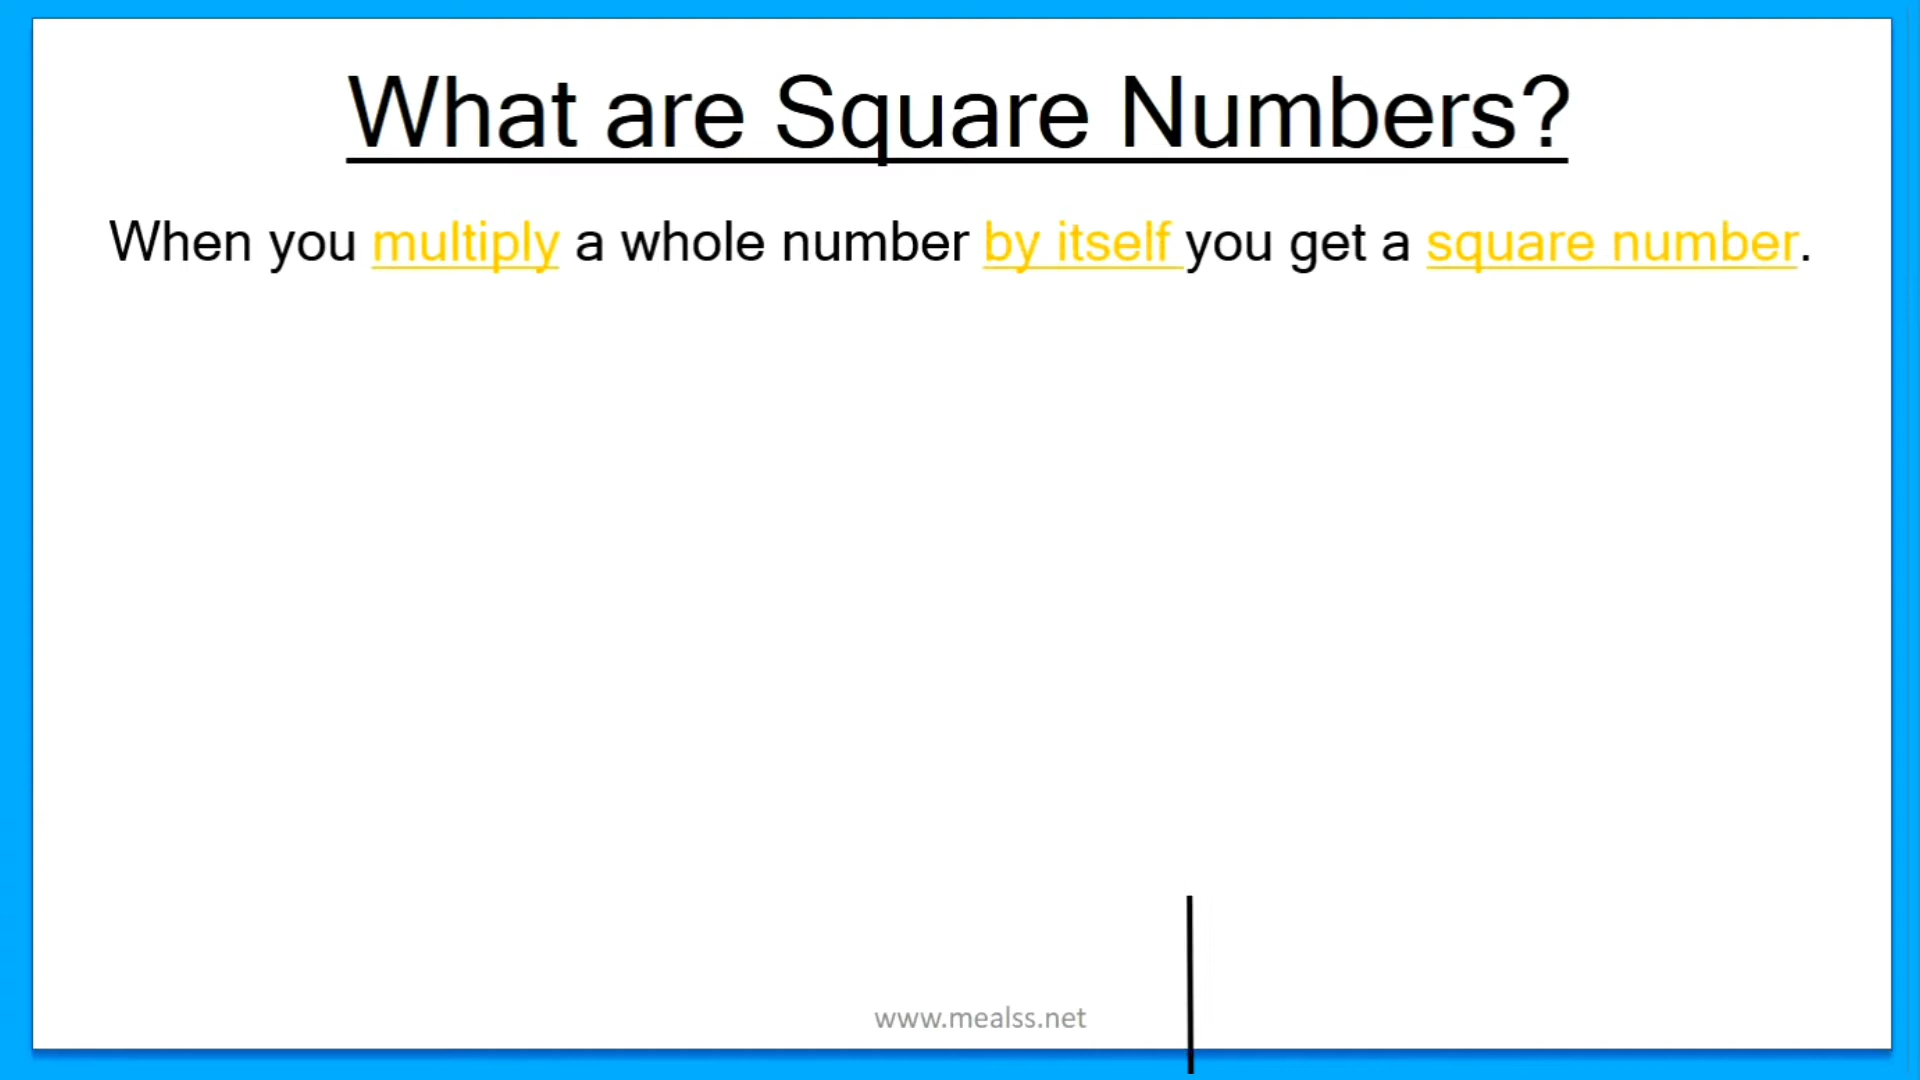 What are Square Numbers?
When you multiply a whole number by itself you get a square number.
www.mealss.net